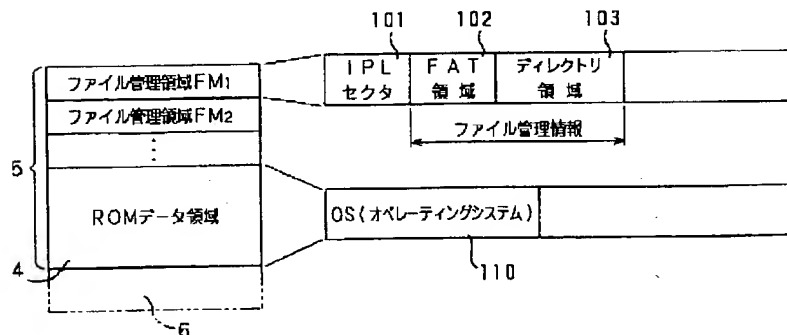 101
102
103
ファイル管理領域FM₁
ファイル管理領域FM₂
⋮
ROMデータ領域
5
4
6
IPL
セクタ
FAT
領域
ディレクトリ
領域
ファイル管理情報
OS(オペレーティングシステム)
110